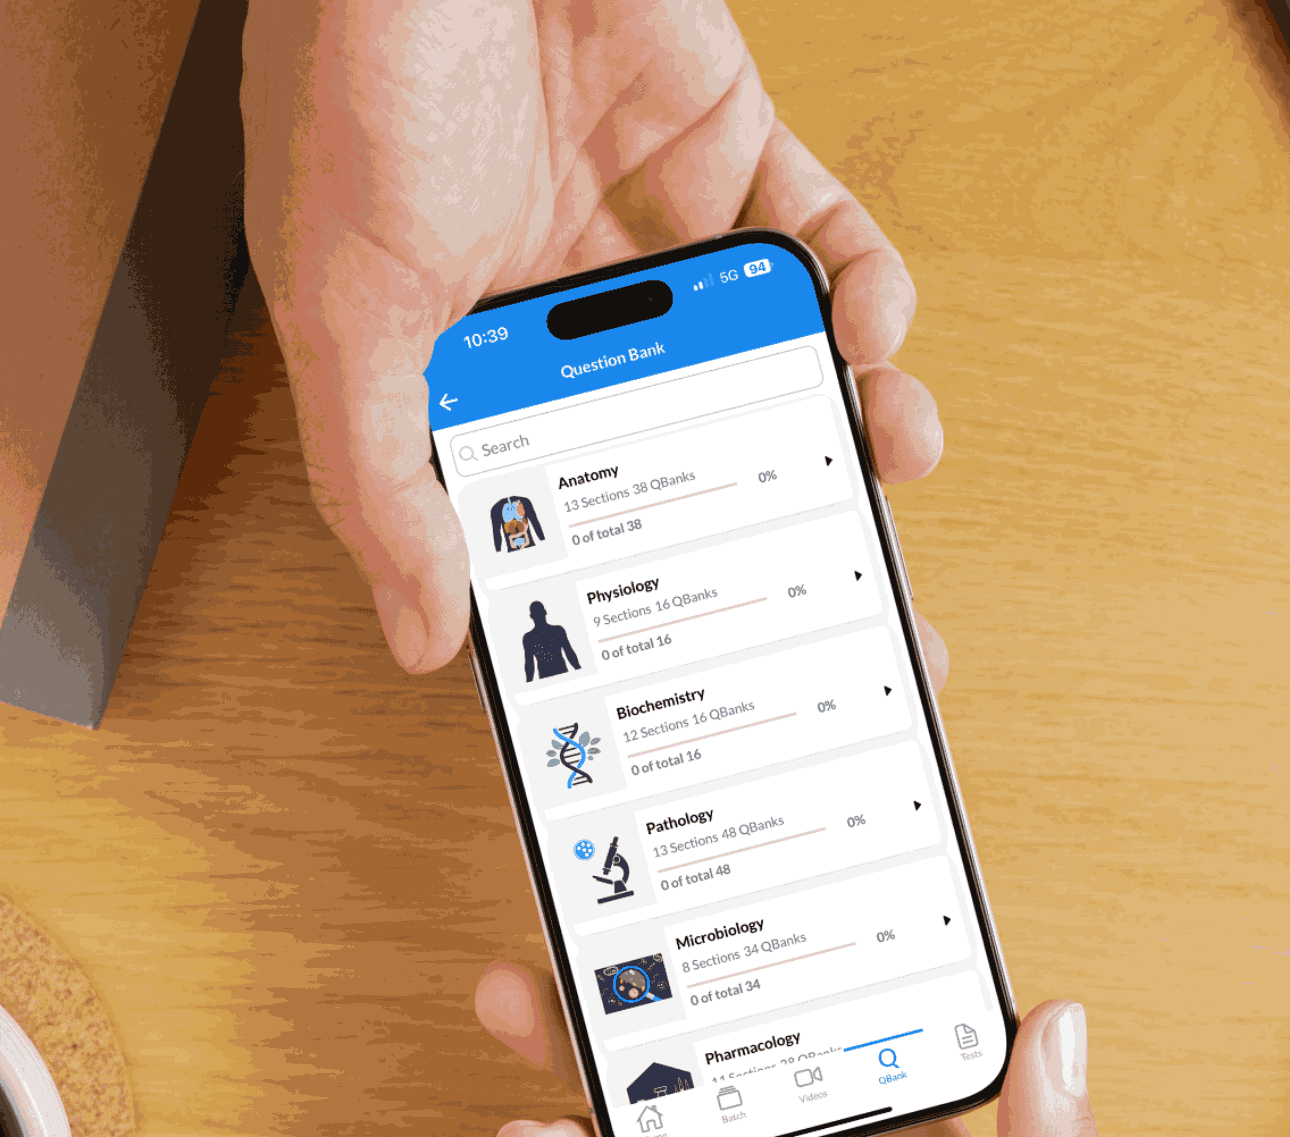 10:39
5G 94
Question Bank
Search
Anatomy
13 Sections 38 QBanks
0%
0 of total 38
Physiology
9 Sections 16 QBanks
0%
0 of total 16
Biochemistry
12 Sections 16 QBanks
0%
0 of total 16
Pathology
13 Sections 48 QBanks
0%
0 of total 48
Microbiology
8 Sections 34 QBanks
0%
0 of total 34
Pharmacology
Batch
Videos
QBank
Tests